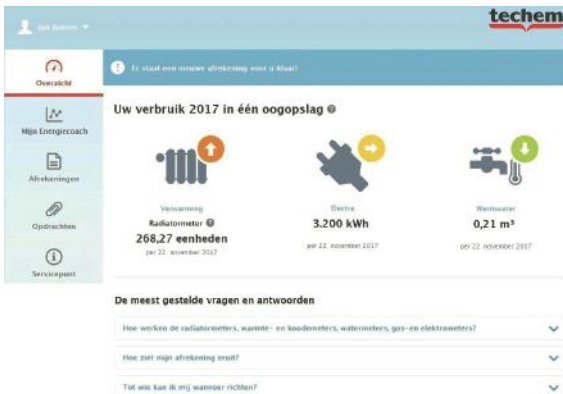 Jan Jansen
techem
Overzicht
Er staat een nieuwe afrekening voor u klaar!
Mijn Energiecoach
Afrekeningen
Opdrachten
Servicepunt
Uw verbruik 2017 in één oogopslag
Verwarming
Radiatormeter
268,27 eenheden
per 22 november 2017
Electra
3.200 kWh
per 22 november 2017
Warmwater
0,21 m³
per 22 november 2017
De meest gestelde vragen en antwoorden
Hoe werken de radiatormeters, warmte- en koudemeters, watermeters, gas- en elektrameters?
Hoe ziet mijn afrekening eruit?
Tot wie kan ik mij wanneer richten?